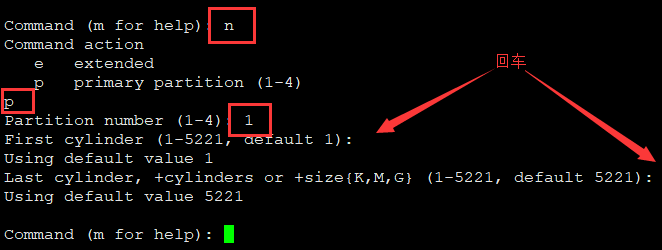 Command (m for help): n
Command action
e extended
p primary partition (1-4)
回车
p
Partition number (1-4): 1
First cylinder (1-5221, default 1):
Using default value 1
Last cylinder, +cylinders or +size{K,M,G} (1-5221, default 5221):
Using default value 5221
Command (m for help):